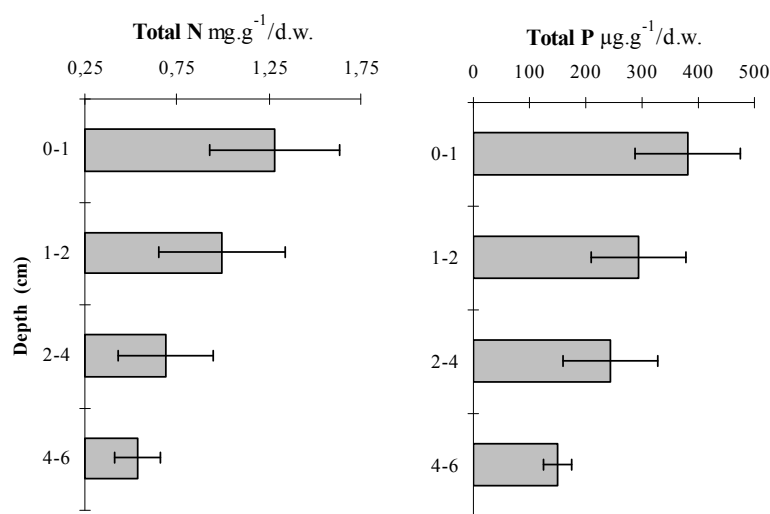 Total N mg.g⁻¹/d.w.
0,25 0,75 1,25 1,75
0-1
1-2
2-4
4-6
Depth (cm)
Total P µg.g⁻¹/d.w.
0 100 200 300 400 500
0-1
1-2
2-4
4-6